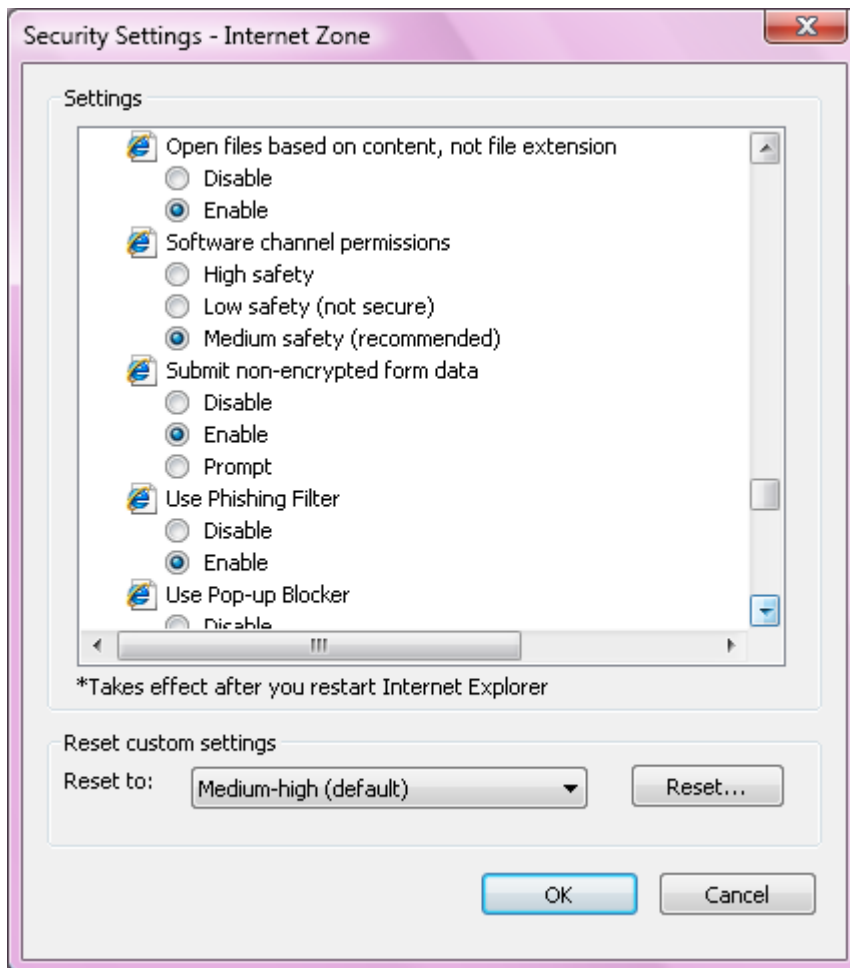 Security Settings - Internet Zone
Settings
Open files based on content, not file extension
Disable
Enable
Software channel permissions
High safety
Low safety (not secure)
Medium safety (recommended)
Submit non-encrypted form data
Disable
Enable
Prompt
Use Phishing Filter
Disable
Enable
Use Pop-up Blocker
Disable
*Takes effect after you restart Internet Explorer
Reset custom settings
Reset to:
Medium-high (default)
Reset...
OK
Cancel